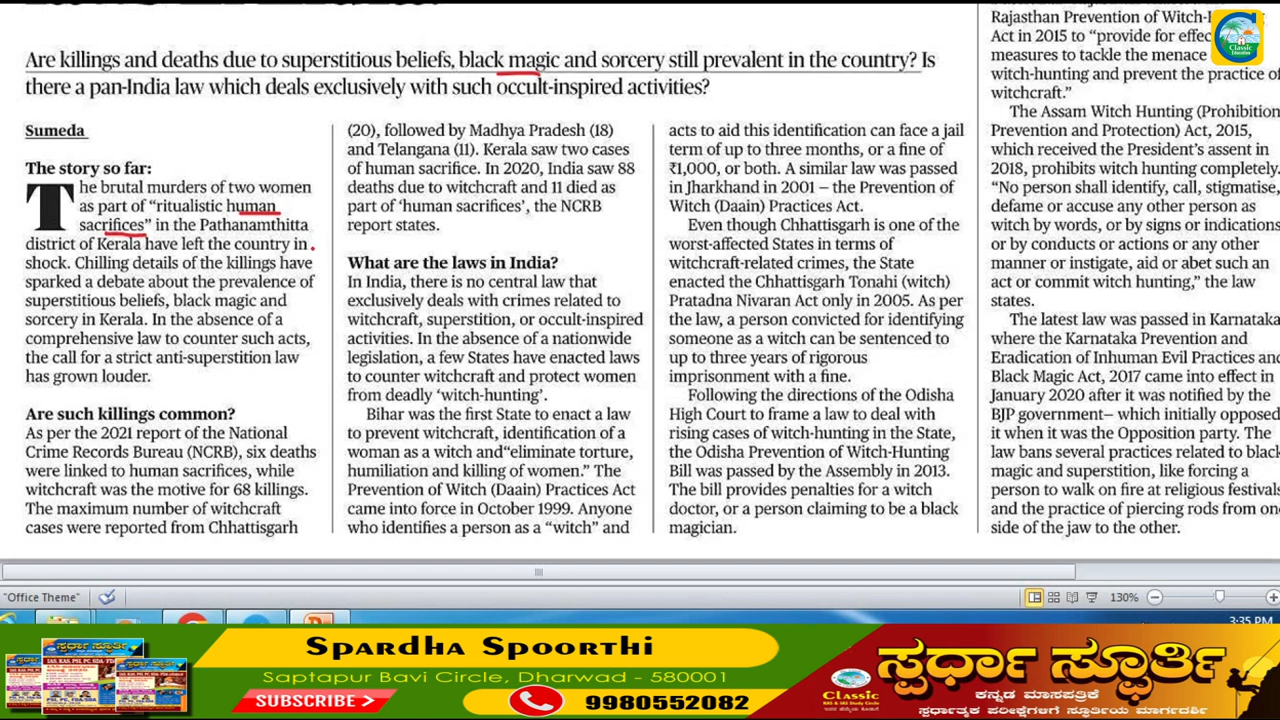 Are killings and deaths due to superstitious beliefs, black magic and sorcery still prevalent in the country? Is
there a pan-India law which deals exclusively with such occult-inspired activities?
Sumeda
The story so far:
The brutal murders of two women
as part of “ritualistic human
sacrifices” in the Pathanamthitta
district of Kerala have left the country in
shock. Chilling details of the killings have
sparked a debate about the prevalence of
superstitious beliefs, black magic and
sorcery in Kerala. In the absence of a
comprehensive law to counter such acts,
the call for a strict anti-superstition law
has grown louder.
Are such killings common?
As per the 2021 report of the National
Crime Records Bureau (NCRB), six deaths
were linked to human sacrifices, while
witchcraft was the motive for 68 killings.
The maximum number of witchcraft
cases were reported from Chhattisgarh
(20), followed by Madhya Pradesh (18)
and Telangana (11). Kerala saw two cases
of human sacrifice. In 2020, India saw 88
deaths due to witchcraft and 11 died as
part of ‘human sacrifices’, the NCRB
report states.
What are the laws in India?
In India, there is no central law that
exclusively deals with crimes related to
witchcraft, superstition, or occult-inspired
activities. In the absence of a nationwide
legislation, a few States have enacted laws
to counter witchcraft and protect women
from deadly ‘witch-hunting’.
Bihar was the first State to enact a law
to prevent witchcraft, identification of a
woman as a witch and“eliminate torture,
humiliation and killing of women.” The
Prevention of Witch (Daain) Practices Act
came into force in October 1999. Anyone
who identifies a person as a “witch” and
acts to aid this identification can face a jail
term of up to three months, or a fine of
₹1,000, or both. A similar law was passed
in Jharkhand in 2001 – the Prevention of
Witch (Daain) Practices Act.
Even though Chhattisgarh is one of the
worst-affected States in terms of
witchcraft-related crimes, the State
enacted the Chhattisgarh Tonahi (witch)
Pratadna Nivaran Act only in 2005. As per
the law, a person convicted for identifying
someone as a witch can be sentenced to
up to three years of rigorous
imprisonment with a fine.
Following the directions of the Odisha
High Court to frame a law to deal with
rising cases of witch-hunting in the State,
the Odisha Prevention of Witch-Hunting
Bill was passed by the Assembly in 2013.
The bill provides penalties for a witch
doctor, or a person claiming to be a black
magician.
Rajasthan Prevention of Witch-
Act in 2015 to “provide for
measures to tackle the menace
witch-hunting and prevent the practice of
witchcraft.”
The Assam Witch Hunting (Prohibition
Prevention and Protection) Act, 2015,
which received the President’s assent in
2018, prohibits witch hunting completely.
“No person shall identify, call, stigmatise,
defame or accuse any other person as
witch by words, or by signs or indications
or by conducts or actions or any other
manner or instigate, aid or abet such an
act or commit witch hunting,” the law
states.
The latest law was passed in Karnataka
where the Karnataka Prevention and
Eradication of Inhuman Evil Practices and
Black Magic Act, 2017 came into effect in
January 2020 after it was notified by the
BJP government– which initially opposed
it when it was the Opposition party. The
law bans several practices related to black
magic and superstition, like forcing a
person to walk on fire at religious festivals
and the practice of piercing rods from one
side of the jaw to the other.
Classic
Education
"Office Theme"
130%
3:35 PM
Spardha Spoorthi
Saptapur Bavi Circle, Dharwad - 580001
SUBSCRIBE
9980552082
Classic
ಸ್ಪರ್ಧಾ ಸ್ಫೂರ್ತಿ
ಕನ್ನಡ ಮಾಸಪತ್ರಿಕೆ
ಸ್ಪರ್ಧಾತ್ಮಕ ಪರೀಕ್ಷೆಗಳಿಗೆ ಸ್ಫೂರ್ತಿಯ ಮಾರ್ಗದರ್ಶಿ